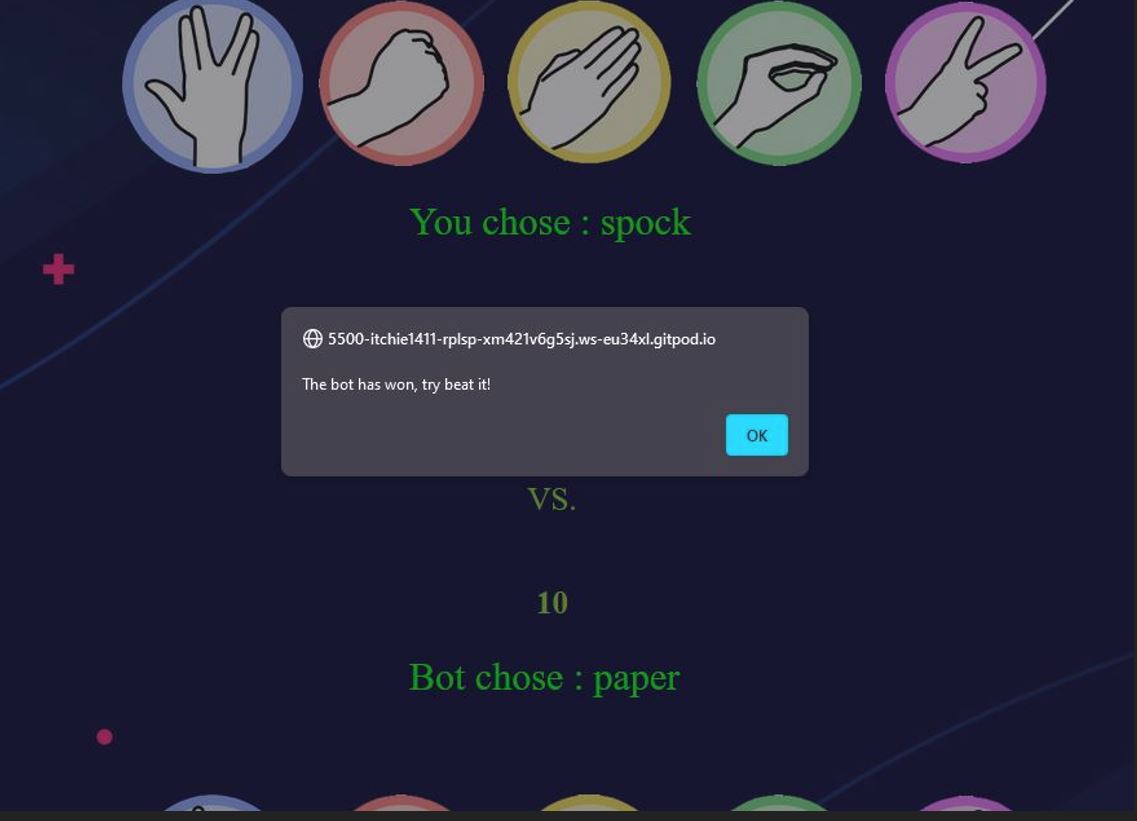 You chose : spock
5500-itchie1411-rplsp-xm421v6g5sj.ws-eu34xl.gitpod.io
The bot has won, try beat it!
OK
VS.
10
Bot chose : paper